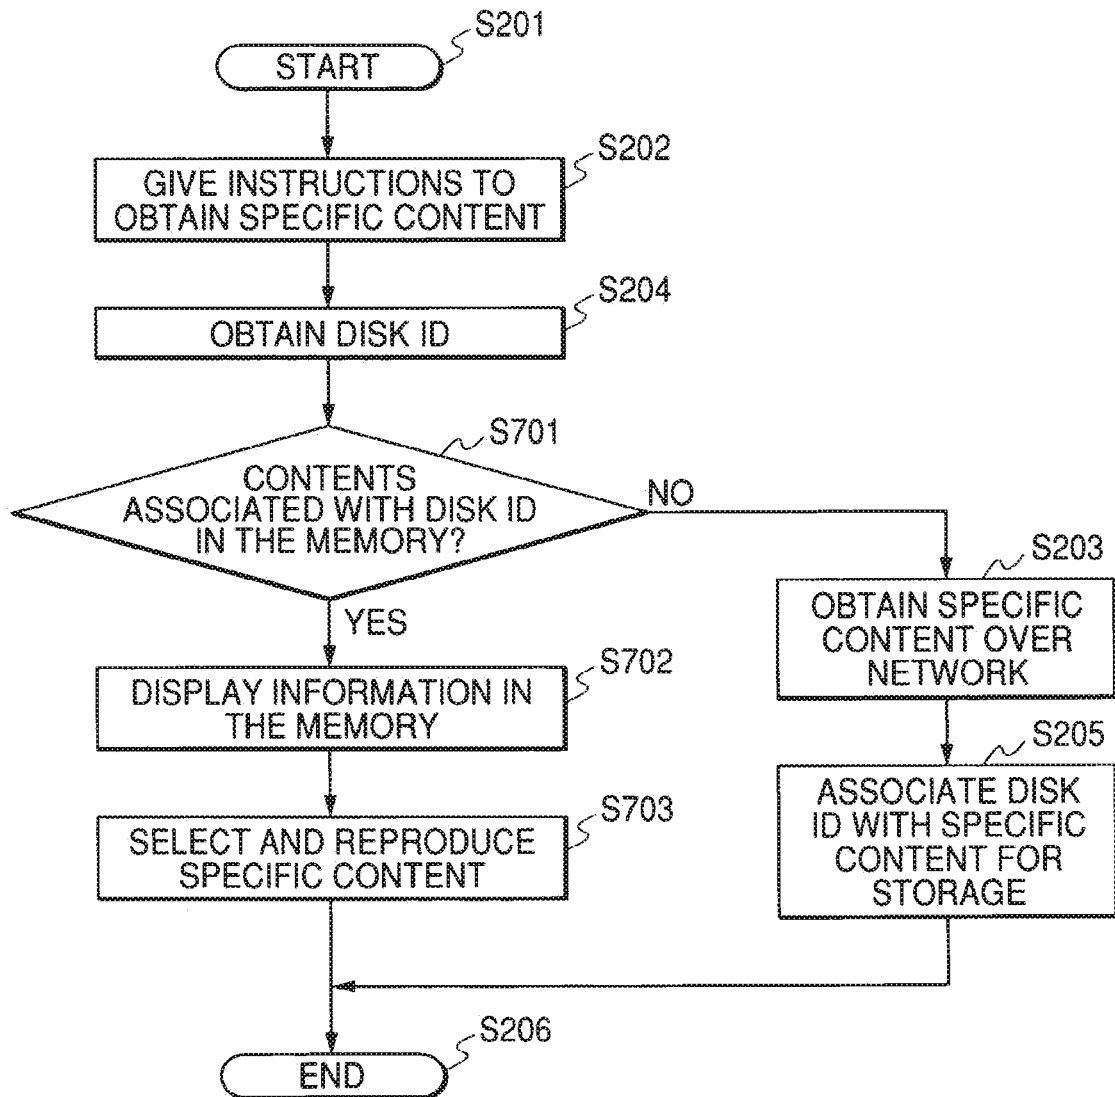 S201
START
S202
GIVE INSTRUCTIONS TO
OBTAIN SPECIFIC CONTENT
S204
OBTAIN DISK ID
S701
CONTENTS
ASSOCIATED WITH DISK ID
IN THE MEMORY?
NO
YES
S203
OBTAIN SPECIFIC
CONTENT OVER
NETWORK
S702
DISPLAY INFORMATION IN
THE MEMORY
S205
ASSOCIATE DISK
ID WITH SPECIFIC
CONTENT FOR
STORAGE
S703
SELECT AND REPRODUCE
SPECIFIC CONTENT
S206
END